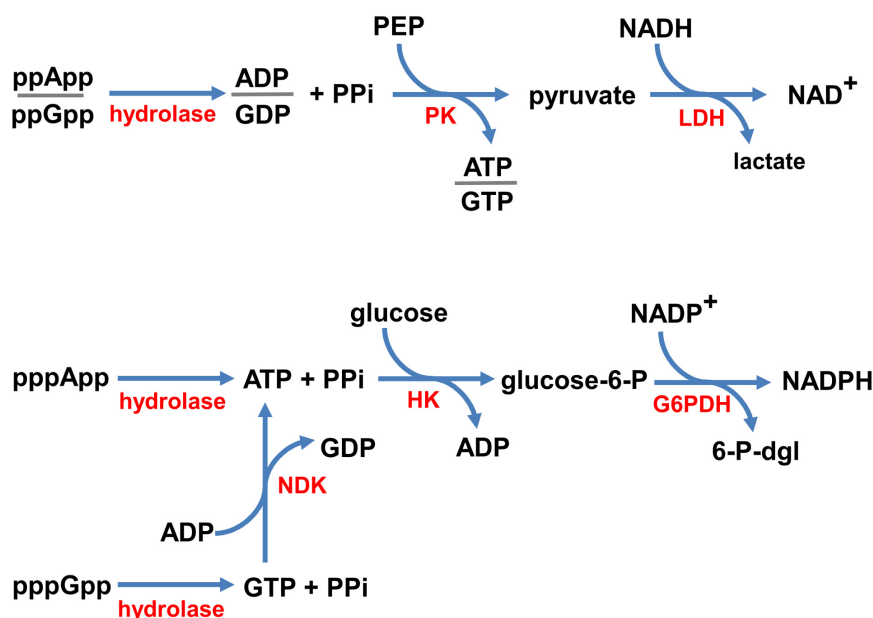 PEP
NADH
ppApp
ppGpp
hydrolase
ADP
GDP
+ PPi
PK
pyruvate
LDH
NAD+
ATP
GTP
lactate
glucose
NADP+
pppApp
hydrolase
ATP + PPi
HK
glucose-6-P
G6PDH
NADPH
GDP
ADP
6-P-dgl
NDK
ADP
pppGpp
hydrolase
GTP + PPi